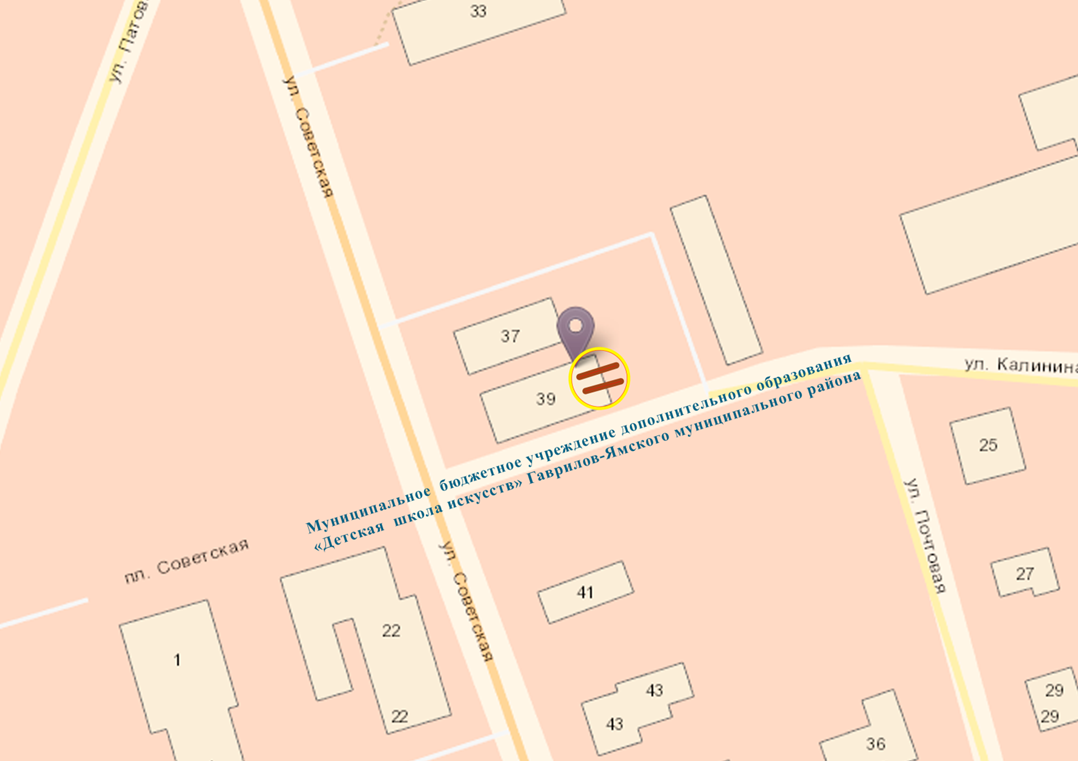 33
ул. Патов
ул. Советская
37
39
ул. Калинина
Муниципальное бюджетное учреждение дополнительного образования
«Детская школа искусств» Гаврилов-Ямского муниципального района
25
ул. Почтовая
пл. Советская
ул. Советская
41
27
1
22
22
43
43
29
29
36